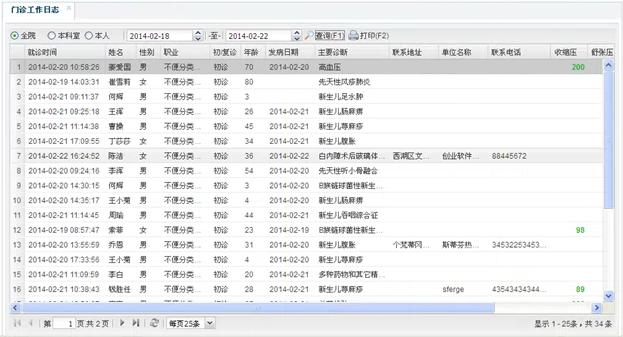 门诊工作日志
全院 本科室 本人 2014-02-18 -至- 2014-02-22 查询(F1) 打印(F2)
就诊时间 姓名 性别 职业 初/复诊 年龄 发病日期 主要诊断 联系地址 单位名称 联系电话 收缩压 舒张压
1 2014-02-20 10:58:26 麥爱国 男 不便分类... 初诊 70 2014-02-20 高血压 200
2 2014-02-19 14:03:31 崔雪莉 女 不便分类... 初诊 80 先天性风疹肺炎
3 2014-02-21 09:11:37 何辉 男 不便分类... 初诊 3 新生儿足水肿
4 2014-02-21 09:25:18 王浑 男 不便分类... 初诊 26 2014-02-21 新生儿肠麻痹
5 2014-02-21 11:14:38 曹操 男 不便分类... 初诊 45 2014-02-21 新生儿荨麻疹
6 2014-02-21 17:09:55 丁莎莎 女 不便分类... 初诊 34 2014-02-21 新生儿腹胀
7 2014-02-22 16:24:52 陈洁 女 不便分类... 初诊 36 2014-02-22 白内障术后玻璃体... 西湖区文... 创业软件... 88445672
8 2014-02-20 09:24:16 李浑 男 不便分类... 初诊 54 2014-02-20 先天性听小骨融合
9 2014-02-20 14:30:15 何辉 男 不便分类... 初诊 3 2014-02-20 B族链球菌性新生...
10 2014-02-20 14:35:17 王小菊 男 不便分类... 初诊 4 2014-02-20 新生儿肠麻痹
11 2014-02-21 11:14:45 周瑜 男 不便分类... 初诊 44 2014-02-21 新生儿吞咽综合征
12 2014-02-19 08:57:47 索菲 女 不便分类... 初诊 23 2014-02-19 B族链球菌性新生... 98
13 2014-02-20 13:55:59 乔恩 男 不便分类... 初诊 31 2014-02-20 新生儿腹胀 个梵蒂冈... 斯蒂芬热... 34532253453...
14 2014-02-20 17:33:56 王小菊 男 不便分类... 初诊 4 2014-02-20 新生儿荨麻疹
15 2014-02-21 11:09:59 李白 男 不便分类... 初诊 20 2014-02-21 多种药物和其它精...
16 2014-02-21 10:38:43 钱胜任 男 不便分类... 初诊 28 2014-02-21 新生儿荨麻疹 sferge 43543434344... 89
第 1 页共 2 页 每页25条 显示 1 - 25条，共 34 条